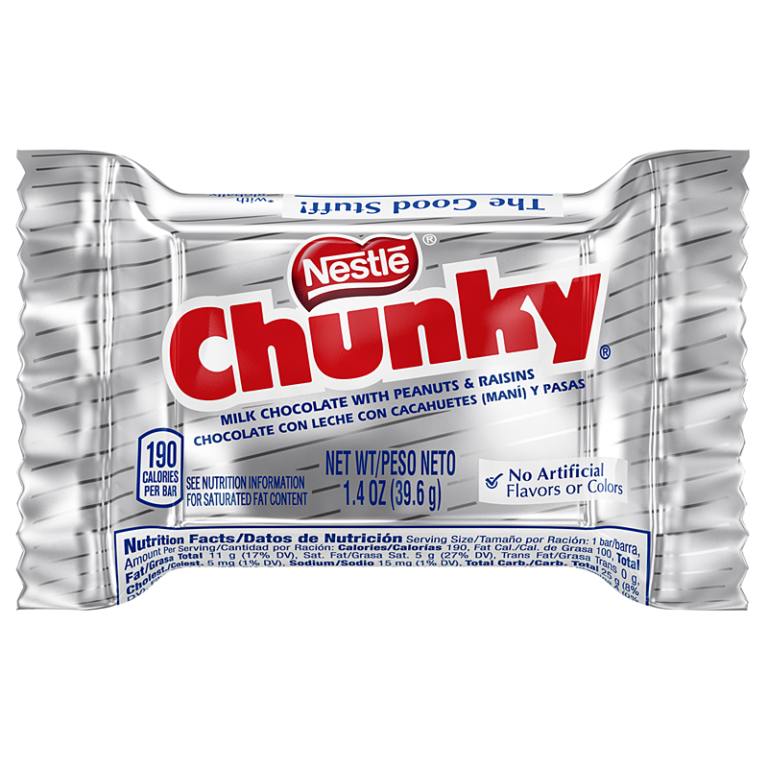 The Good Stuff!
*with
Nestlé®
Chunky®
MILK CHOCOLATE WITH PEANUTS & RAISINS
CHOCOLATE CON LECHE CON CACAHUETES (MANÍ) Y PASAS
190
CALORIES
PER BAR
SEE NUTRITION INFORMATION
FOR SATURATED FAT CONTENT
NET WT/PESO NETO
1.4 OZ (39.6 g)
No Artificial
Flavors or Colors
Nutrition Facts/Datos de Nutrición Serving Size/Tamaño por Ración: 1 bar/barra,
Amount Per Serving/Cantidad por Ración: Calories/Calorías 190, Fat Cal./Cal. de Grasa 100, Total
Fat/Grasa Total 11 g (17% DV), Sat. Fat/Grasa Sat. 5 g (27% DV), Trans Fat/Grasa Trans 0 g,
Cholest./Colest. 5 mg (1% DV), Sodium/Sodio 15 mg (1% DV), Total Carb./Carb. Total 25 g (8%